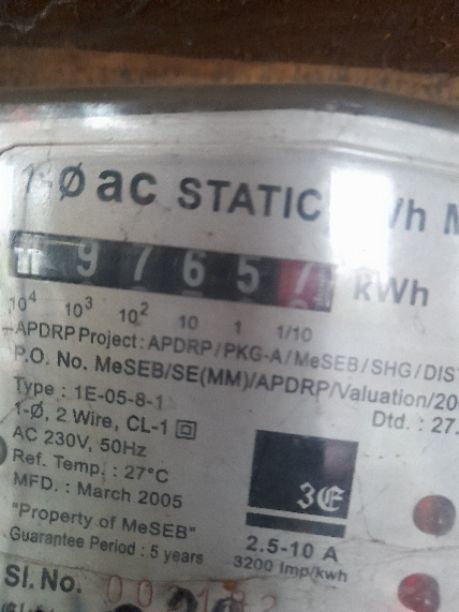 1-Ø ac STATIC
9 7 6 5 7 kWh
10⁴ 10³ 10² 10 1 1/10
APDRP Project: APDRP/PKG-A/MeSEB/SHG/DIS
P.O. No. MeSEB/SE(MM)/APDRP/Valuation/20
Dtd. : 27.
Type : 1E-05-8-1
1-Ø, 2 Wire, CL-1
AC 230V, 50Hz
Ref. Temp. : 27°C
MFD. : March 2005
3E
"Property of MeSEB"
Guarantee Period : 5 years
2.5-10 A
3200 Imp/kwh
Sl. No.